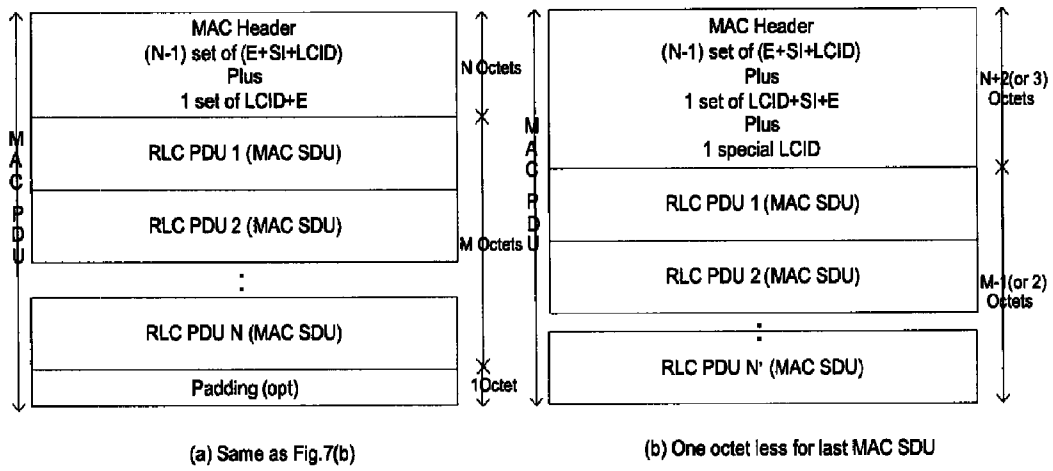 MAC Header
(N-1) set of (E+SI+LCID)
Plus
1 set of LCID+E
N Octets
MAC PDU
RLC PDU 1 (MAC SDU)
RLC PDU 2 (MAC SDU)
M Octets
:
RLC PDU N (MAC SDU)
Padding (opt)
1Octet
(a) Same as Fig.7(b)
MAC Header
(N-1) set of (E+SI+LCID)
Plus
1 set of LCID+SI+E
Plus
1 special LCID
N+2(or 3)
Octets
MAC PDU
RLC PDU 1 (MAC SDU)
RLC PDU 2 (MAC SDU)
M-1(or 2)
Octets
:
RLC PDU N' (MAC SDU)
(b) One octet less for last MAC SDU